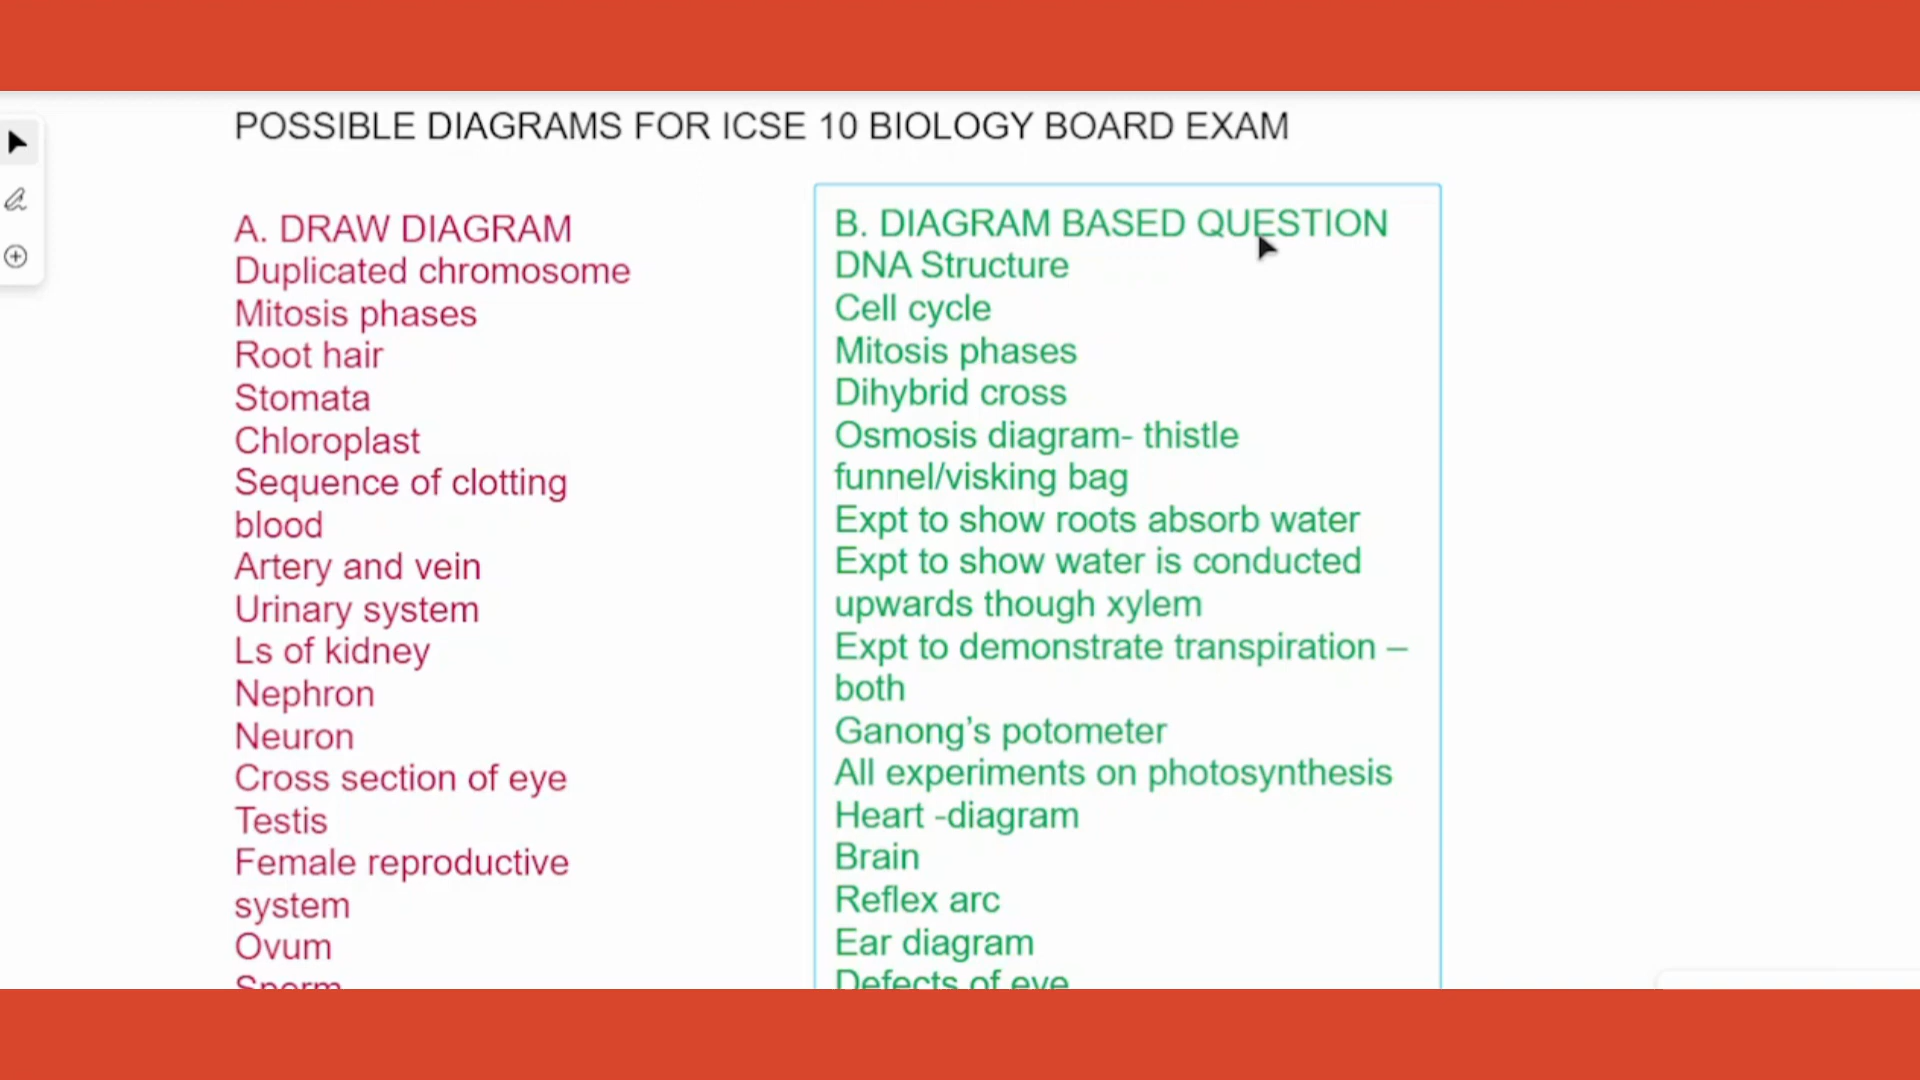 POSSIBLE DIAGRAMS FOR ICSE 10 BIOLOGY BOARD EXAM
A. DRAW DIAGRAM
Duplicated chromosome
Mitosis phases
Root hair
Stomata
Chloroplast
Sequence of clotting
blood
Artery and vein
Urinary system
Ls of kidney
Nephron
Neuron
Cross section of eye
Testis
Female reproductive
system
Ovum
Sperm
B. DIAGRAM BASED QUESTION
DNA Structure
Cell cycle
Mitosis phases
Dihybrid cross
Osmosis diagram- thistle
funnel/visking bag
Expt to show roots absorb water
Expt to show water is conducted
upwards though xylem
Expt to demonstrate transpiration –
both
Ganong's potometer
All experiments on photosynthesis
Heart -diagram
Brain
Reflex arc
Ear diagram
Defects of eye